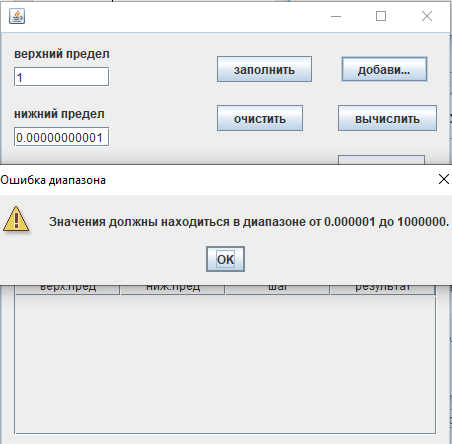 верхний предел
1
заполнить
добави...
нижний предел
0.00000000001
очистить
вычислить
Ошибка диапазона
Значения должны находиться в диапазоне от 0.000001 до 1000000.
OK
верх.пред
ниж.пред
шаг
результат